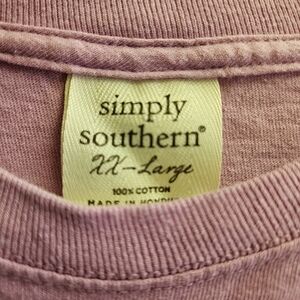 simply
southern®
XX-Large
100% COTTON
MADE IN